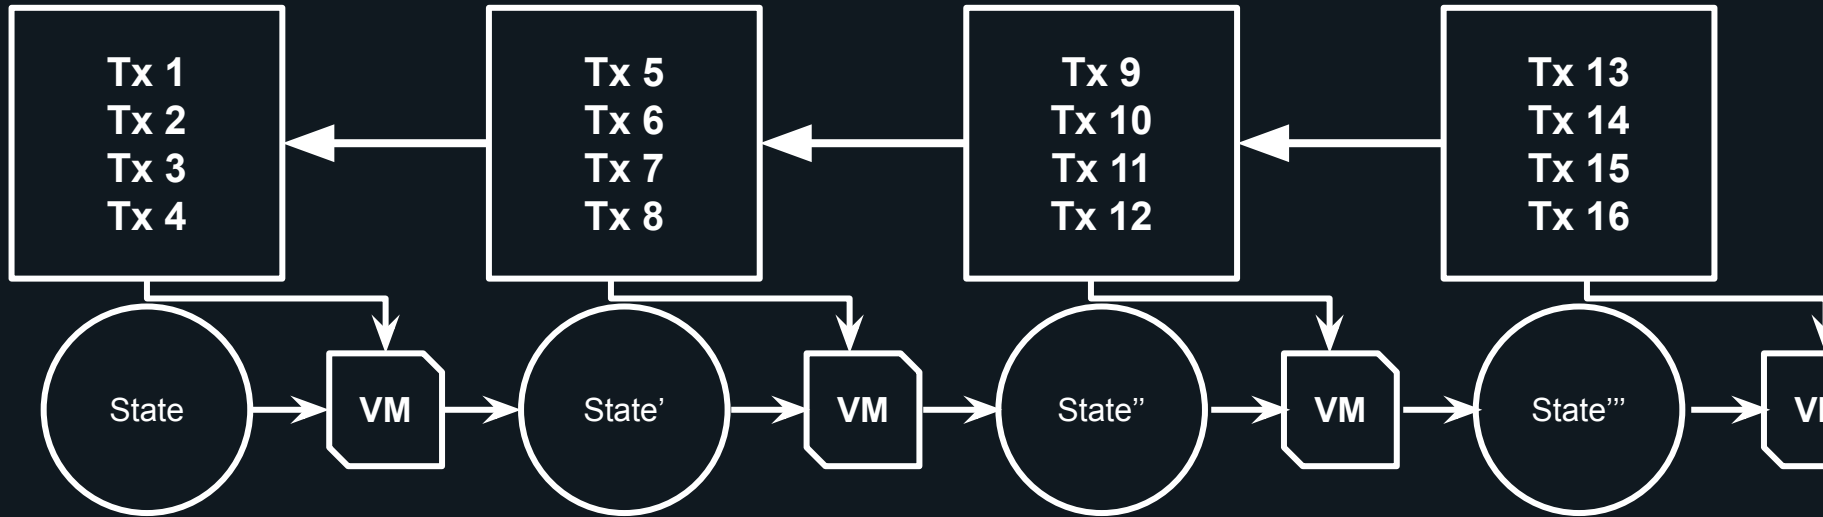 Tx 1
Tx 2
Tx 3
Tx 4
Tx 5
Tx 6
Tx 7
Tx 8
Tx 9
Tx 10
Tx 11
Tx 12
Tx 13
Tx 14
Tx 15
Tx 16
State
VM
State’
VM
State’’
VM
State’’’